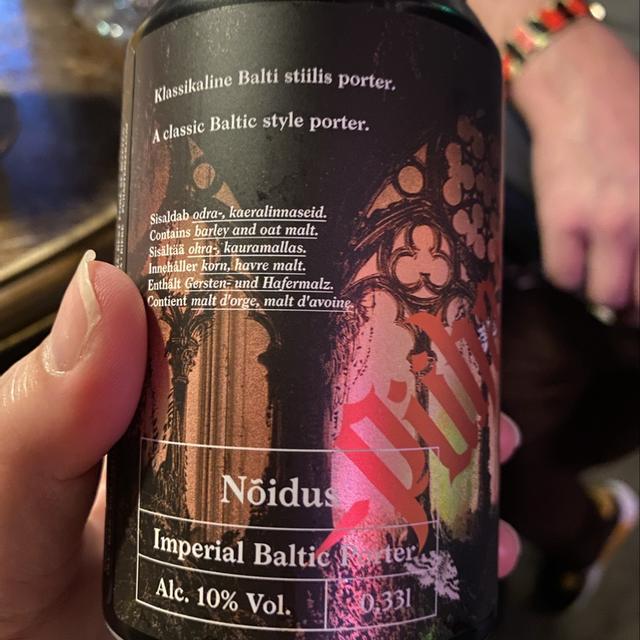 Klassikaline Balti stiilis porter.
A classic Baltic style porter.
Sisaldab odra-, kaeralinnaseid.
Contains barley and oat malt.
Sisältää ohra-, kauramallas.
Innehåller korn, havre malt.
Enthält Gersten- und Hafermalz.
Contient malt d'orge, malt d'avoine
Nõidus
Imperial Baltic Porter
Alc. 10% Vol.
0,33l